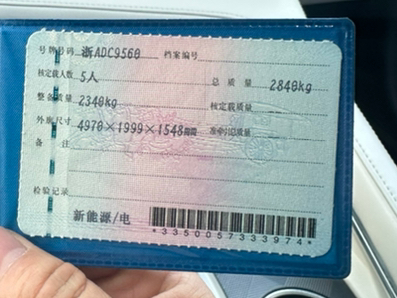 号牌号码 浙ADC9560 档案编号
核定载人数 5人 总质量 2840kg
整备质量 2340kg 核定载质量
外廓尺寸 4970×1999×1548mm 准牵引总质量
备注
检验记录
新能源/电
*3350057333974*